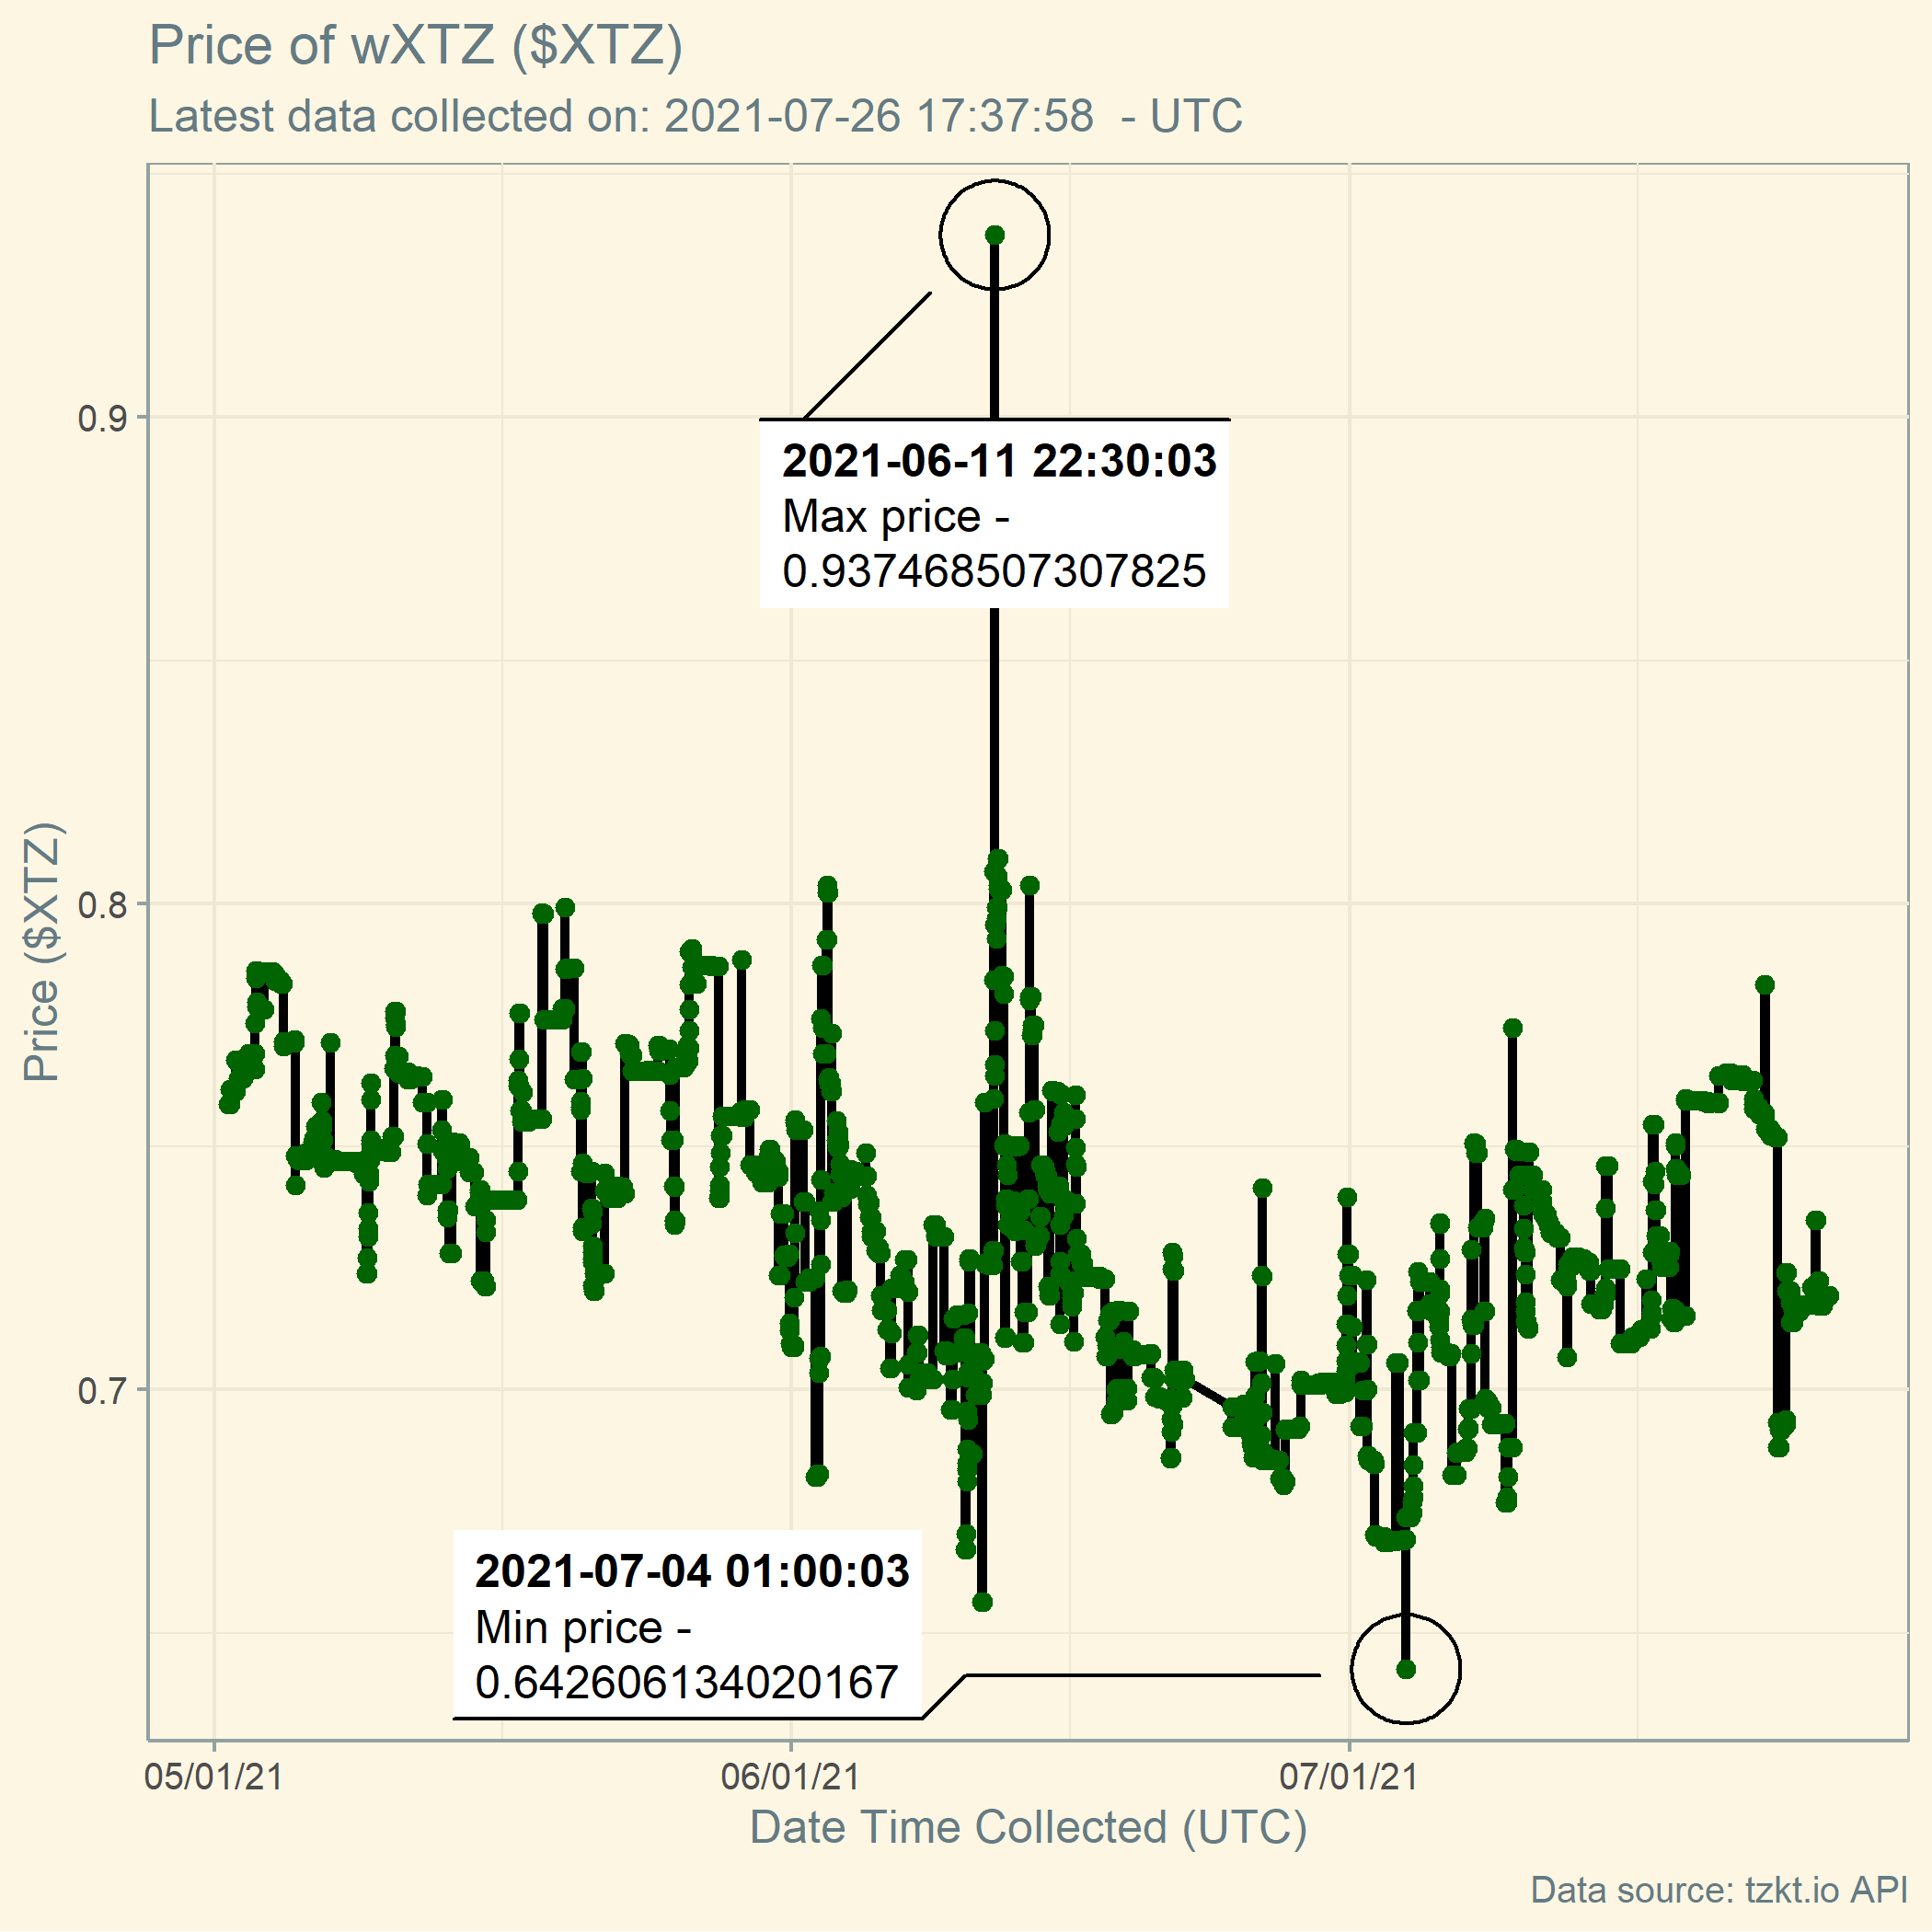 Price of wXTZ ($XTZ)
Latest data collected on: 2021-07-26 17:37:58  - UTC
Price ($XTZ)
0.9
0.8
0.7
2021-06-11 22:30:03
Max price -
0.937468507307825
2021-07-04 01:00:03
Min price -
0.642606134020167
05/01/21 06/01/21 07/01/21
Date Time Collected (UTC)
Data source: tzkt.io API